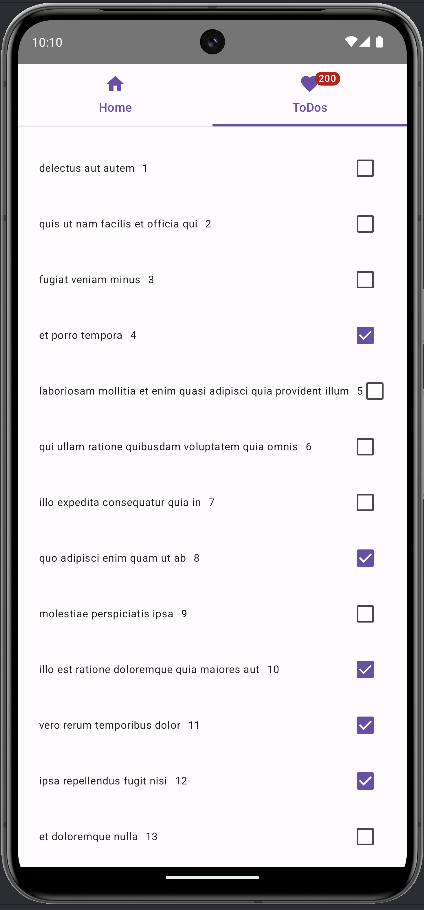 10:10
200
Home
ToDos
delectus aut autem 1
quis ut nam facilis et officia qui 2
fugiat veniam minus 3
et porro tempora 4
laboriosam mollitia et enim quasi adipisci quia provident illum 5
qui ullam ratione quibusdam voluptatem quia omnis 6
illo expedita consequatur quia in 7
quo adipisci enim quam ut ab 8
molestiae perspiciatis ipsa 9
illo est ratione doloremque quia maiores aut 10
vero rerum temporibus dolor 11
ipsa repellendus fugit nisi 12
et doloremque nulla 13